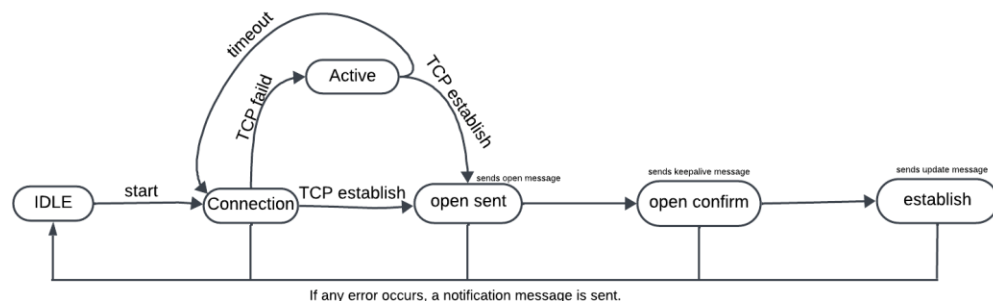 timeout
Active
TCP faild
TCP establish
IDLE
start
Connection
TCP establish
sends open message
open sent
sends keepalive message
open confirm
sends update message
establish
If any error occurs, a notification message is sent.